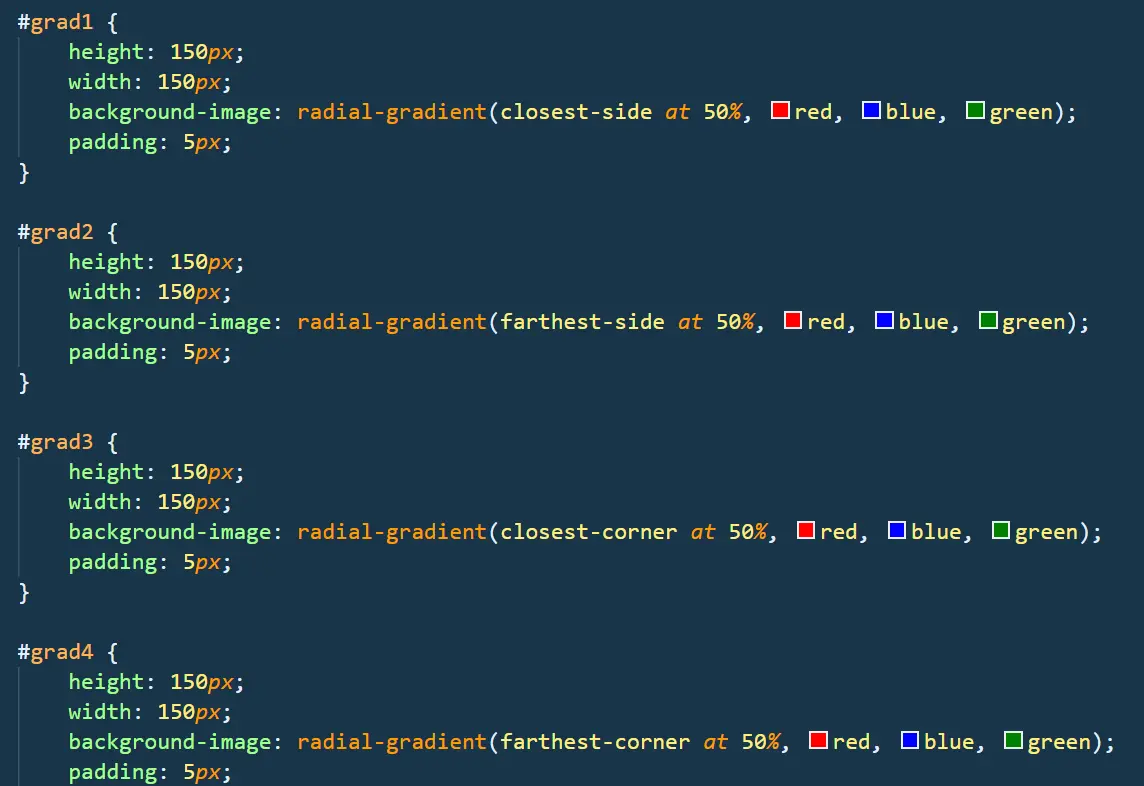 #grad1 {
    height: 150px;
    width: 150px;
    background-image: radial-gradient(closest-side at 50%, red, blue, green);
    padding: 5px;
}

#grad2 {
    height: 150px;
    width: 150px;
    background-image: radial-gradient(farthest-side at 50%, red, blue, green);
    padding: 5px;
}

#grad3 {
    height: 150px;
    width: 150px;
    background-image: radial-gradient(closest-corner at 50%, red, blue, green);
    padding: 5px;
}

#grad4 {
    height: 150px;
    width: 150px;
    background-image: radial-gradient(farthest-corner at 50%, red, blue, green);
    padding: 5px;